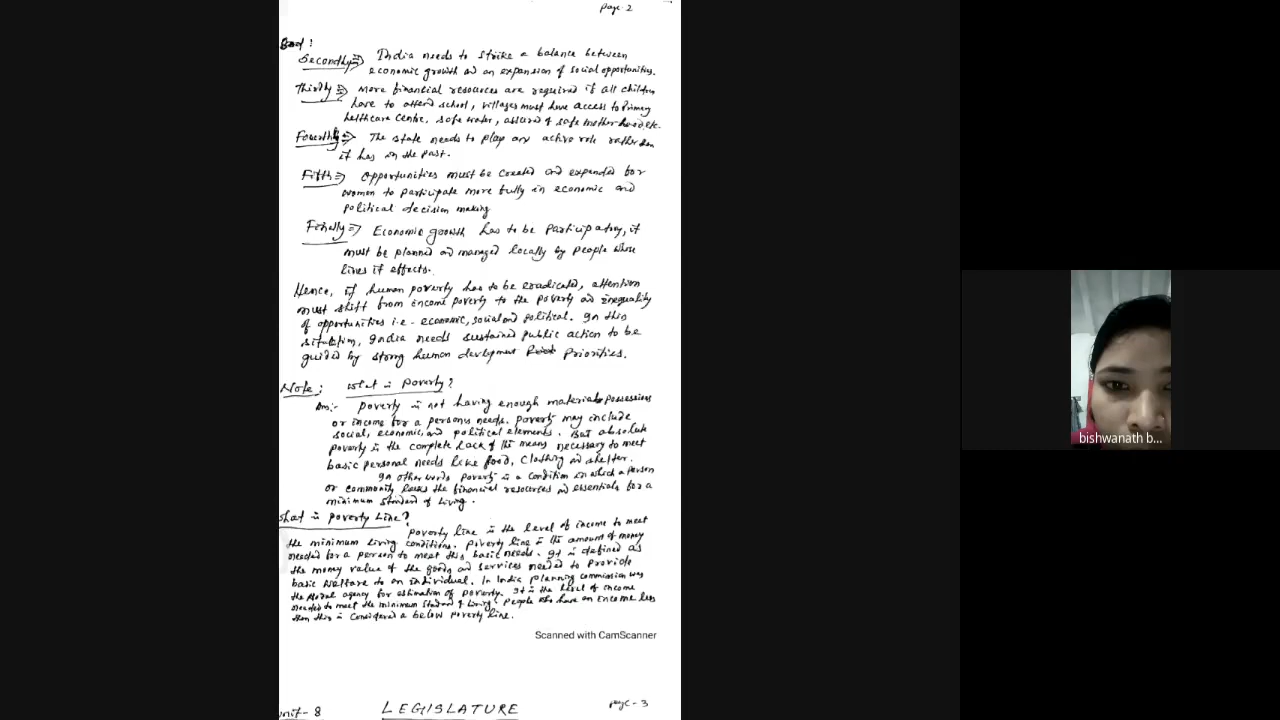 Page 2
Secondly ⇒ India needs to strike a balance between
economic growth and an expansion of social opportunities.
Thirdly ⇒ More financial resources are required if all children
have to attend school, villages must have access to Primary
healthcare Centre, safe water, assured of safe motherhood, etc.
Fourthly ⇒ The state needs to play an active role rather than
it has in the past.
Fifth ⇒ Opportunities must be created and expanded for
women to participate more fully in economic and
political decision making
Finally ⇒ Economic growth has to be participatory, it
must be planned and managed locally by people whose
lives it effects.
Hence, if human poverty has to be eradicated, attention
must shift from income poverty to the poverty and inequality
of opportunities i.e - economic, social and political. In this
situation, India needs sustained public action to be
guided by strong human development Priorities.
Note: What is Poverty?
Ans:- Poverty is not having enough material possessions
or income for a persons needs. Poverty may include
social, economic, and political elements. But absolute
poverty is the complete lack of the means necessary to meet
basic personal needs like food, clothing and shelter.
In other words Poverty is a condition in which a person
or community lacks the financial resources and essentials for a
minimum standard of living.
What is poverty Line?
Poverty line is the level of income to meet
the minimum living conditions. Poverty line is the amount of money
needed for a person to meet this basic needs. It is defined as
the money value of the goods and services needed to provide
basic welfare to an individual. In India planning commission was
the Nodal agency for estimation of poverty. It is the level of income
needed to meet the minimum standard of living. People who have an income less
than this is considered a below poverty line.
Scanned with CamScanner
page - 3
unit - 8 LEGISLATURE
bishwanath b...